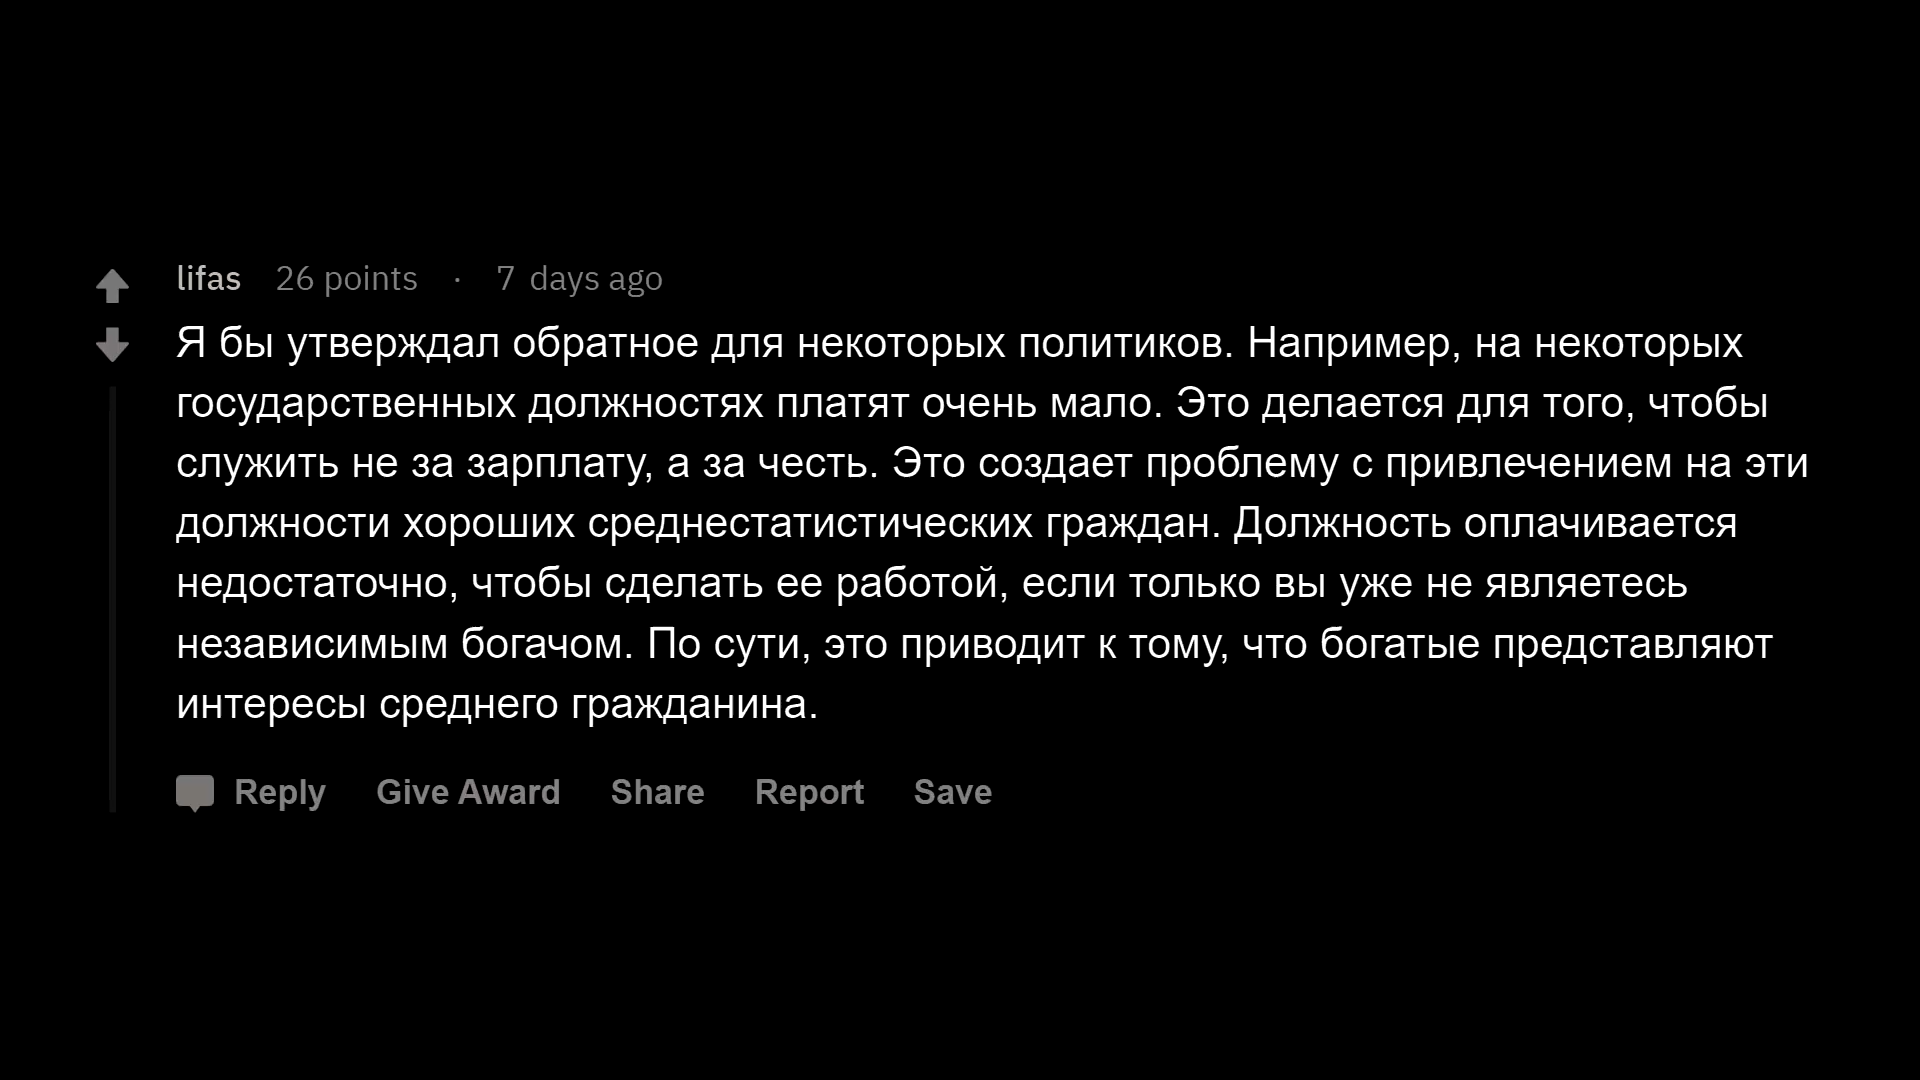 lifas 26 points · 7 days ago
Я бы утверждал обратное для некоторых политиков. Например, на некоторых
государственных должностях платят очень мало. Это делается для того, чтобы
служить не за зарплату, а за честь. Это создает проблему с привлечением на эти
должности хороших среднестатистических граждан. Должность оплачивается
недостаточно, чтобы сделать ее работой, если только вы уже не являетесь
независимым богачом. По сути, это приводит к тому, что богатые представляют
интересы среднего гражданина.
Reply Give Award Share Report Save